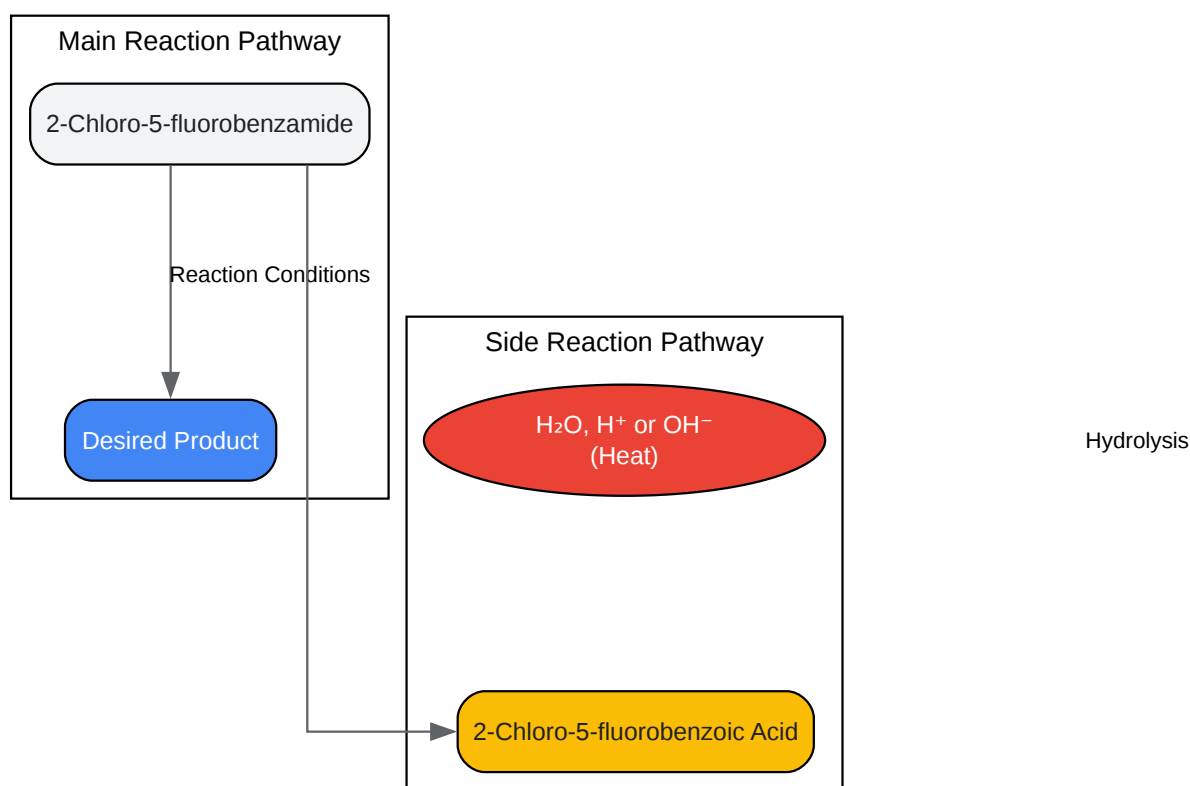 Main Reaction Pathway
2-Chloro-5-fluorobenzamide
Reaction Conditions
Desired Product
Side Reaction Pathway
H₂O, H⁺ or OH⁻
(Heat)
Hydrolysis
2-Chloro-5-fluorobenzoic Acid